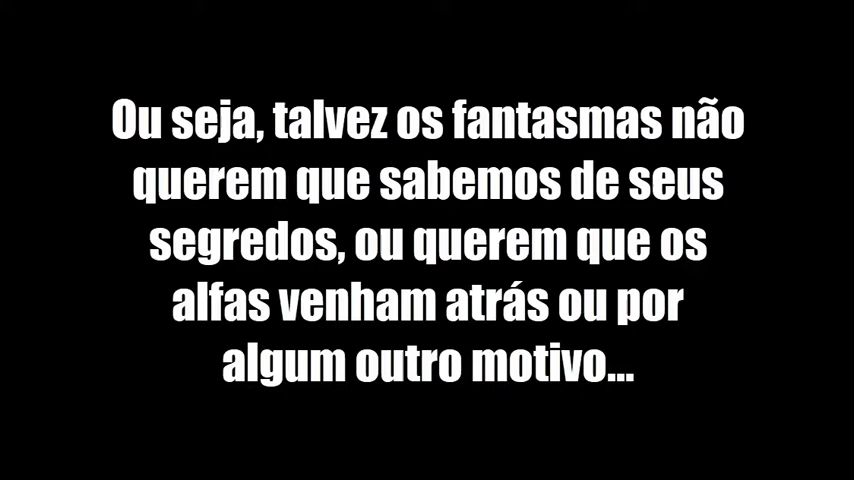 Ou seja, talvez os fantasmas não
querem que sabemos de seus
segredos, ou querem que os
alfas venham atrás ou por
algum outro motivo...